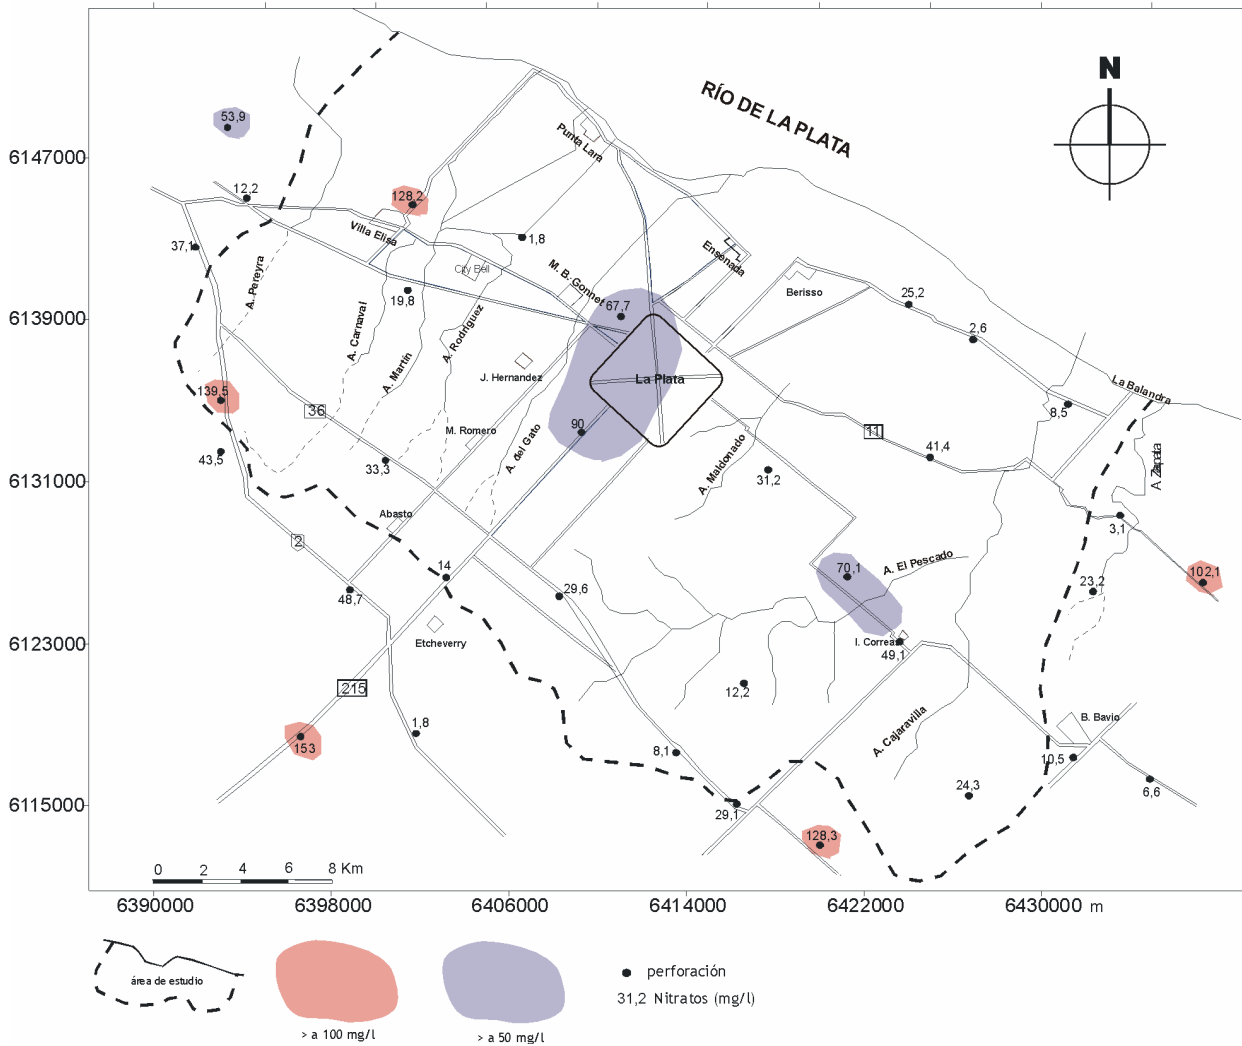 N
RÍO DE LA PLATA
53,9
6147000
Punta Lara
12,2
128,2
Villa Elisa
1,8
37,1
Ensenada
City Bell
M. B. Gonnet
A. Pereyra
19,8
Berisso
25,2
67,7
6139000
A. Carnaval
A. Martín
A. Rodríguez
2,6
J. Hernandez
La Plata
La Balandra
139,5
36
8,5
90
M. Romero
11
A. del Gato
A. Maldonado
41,4
43,5
33,3
31,2
6131000
A. Zapata
Abasto
3,1
2
A. El Pescado
70,1
14
102,1
23,2
48,7
29,6
6123000
Etcheverry
I. Correa
49,1
215
12,2
1,8
A. Cajaravilla
B. Bavio
153
8,1
10,5
24,3
6,6
6115000
29,1
128,3
0 2 4 6 8 Km
6390000 6398000 6406000 6414000 6422000 6430000 m
área de estudio
> a 100 mg/l
> a 50 mg/l
perforación
31,2 Nitratos (mg/l)